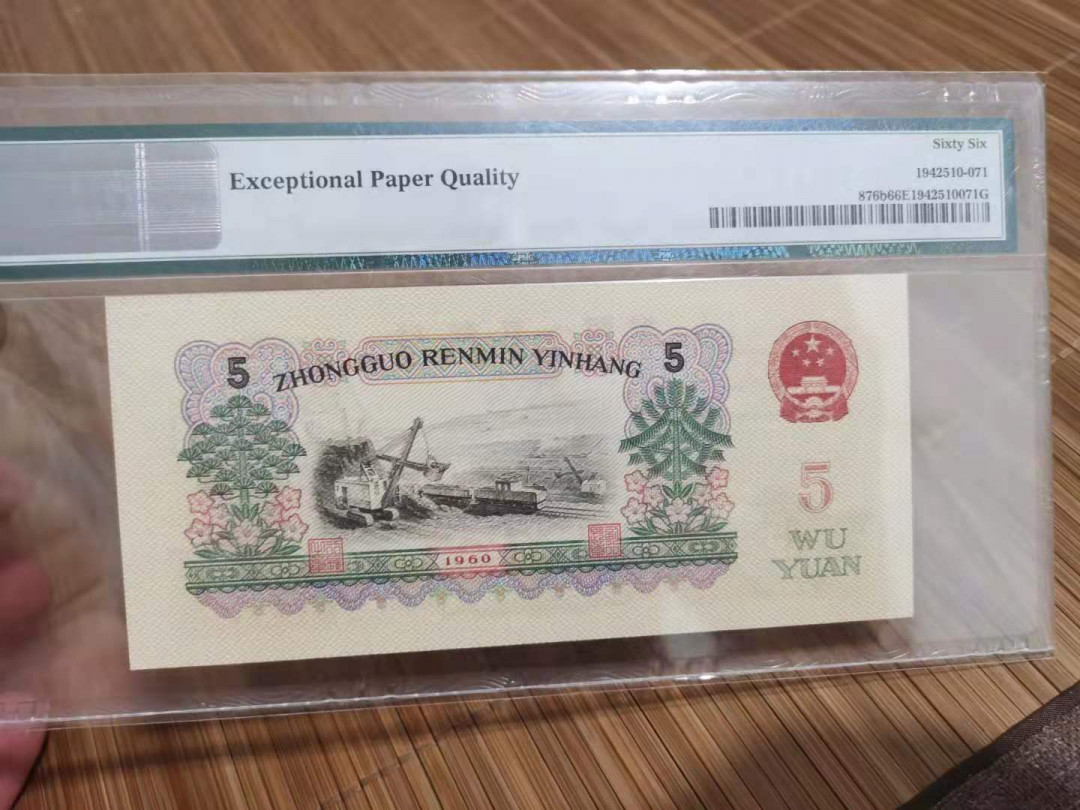 Sixty Six
Exceptional Paper Quality
1942510-071
876b66E1942510071G
5 ZHONGGUO RENMIN YINHANG 5
5
WU
YUAN
1960